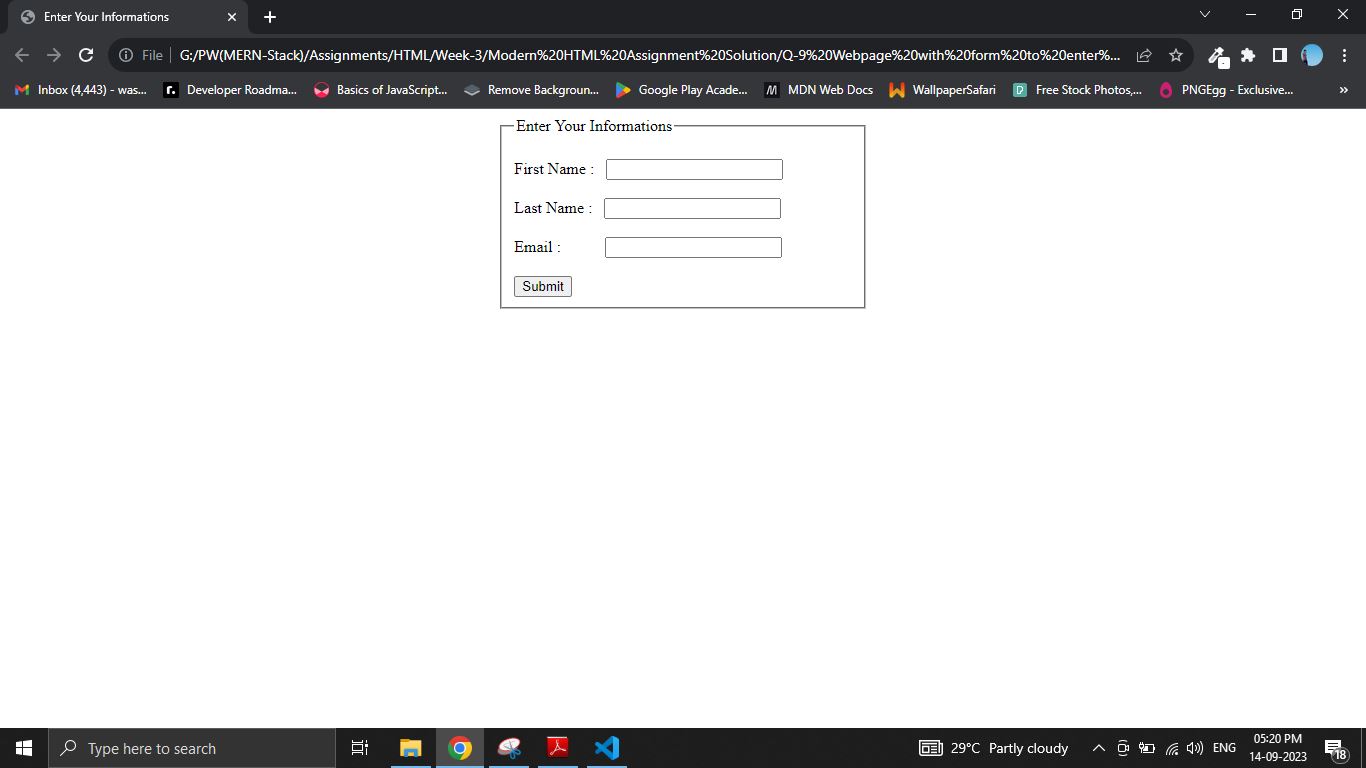 Enter Your Informations
File G:/PW(MERN-Stack)/Assignments/HTML/Week-3/Modern%20HTML%20Assignment%20Solution/Q-9%20Webpage%20with%20form%20to%20enter%...
Inbox (4,443) - was... Developer Roadma... Basics of JavaScript... Remove Backgroun... Google Play Acade... MDN Web Docs WallpaperSafari Free Stock Photos,... PNGEgg - Exclusive... »
Enter Your Informations
First Name :
Last Name :
Email :
Submit
Type here to search
29°C Partly cloudy
ENG
05:20 PM
14-09-2023
18